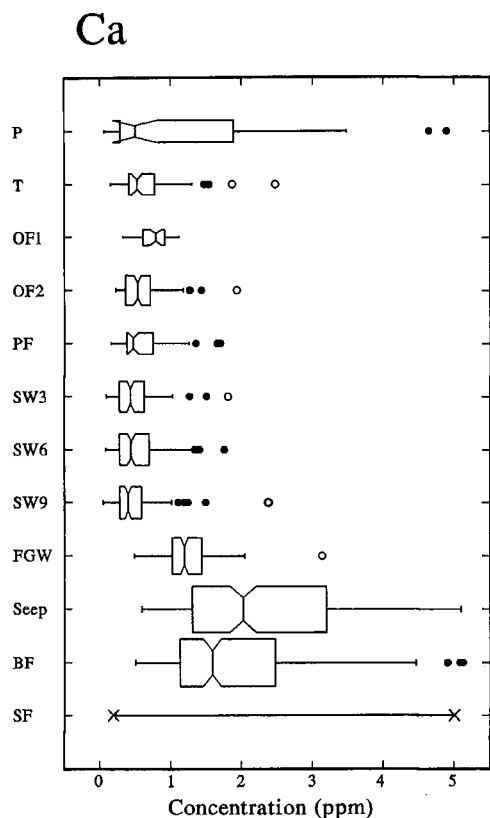 Ca
P
T
OF1
OF2
PF
SW3
SW6
SW9
FGW
Seep
BF
SF
0 1 2 3 4 5
Concentration (ppm)